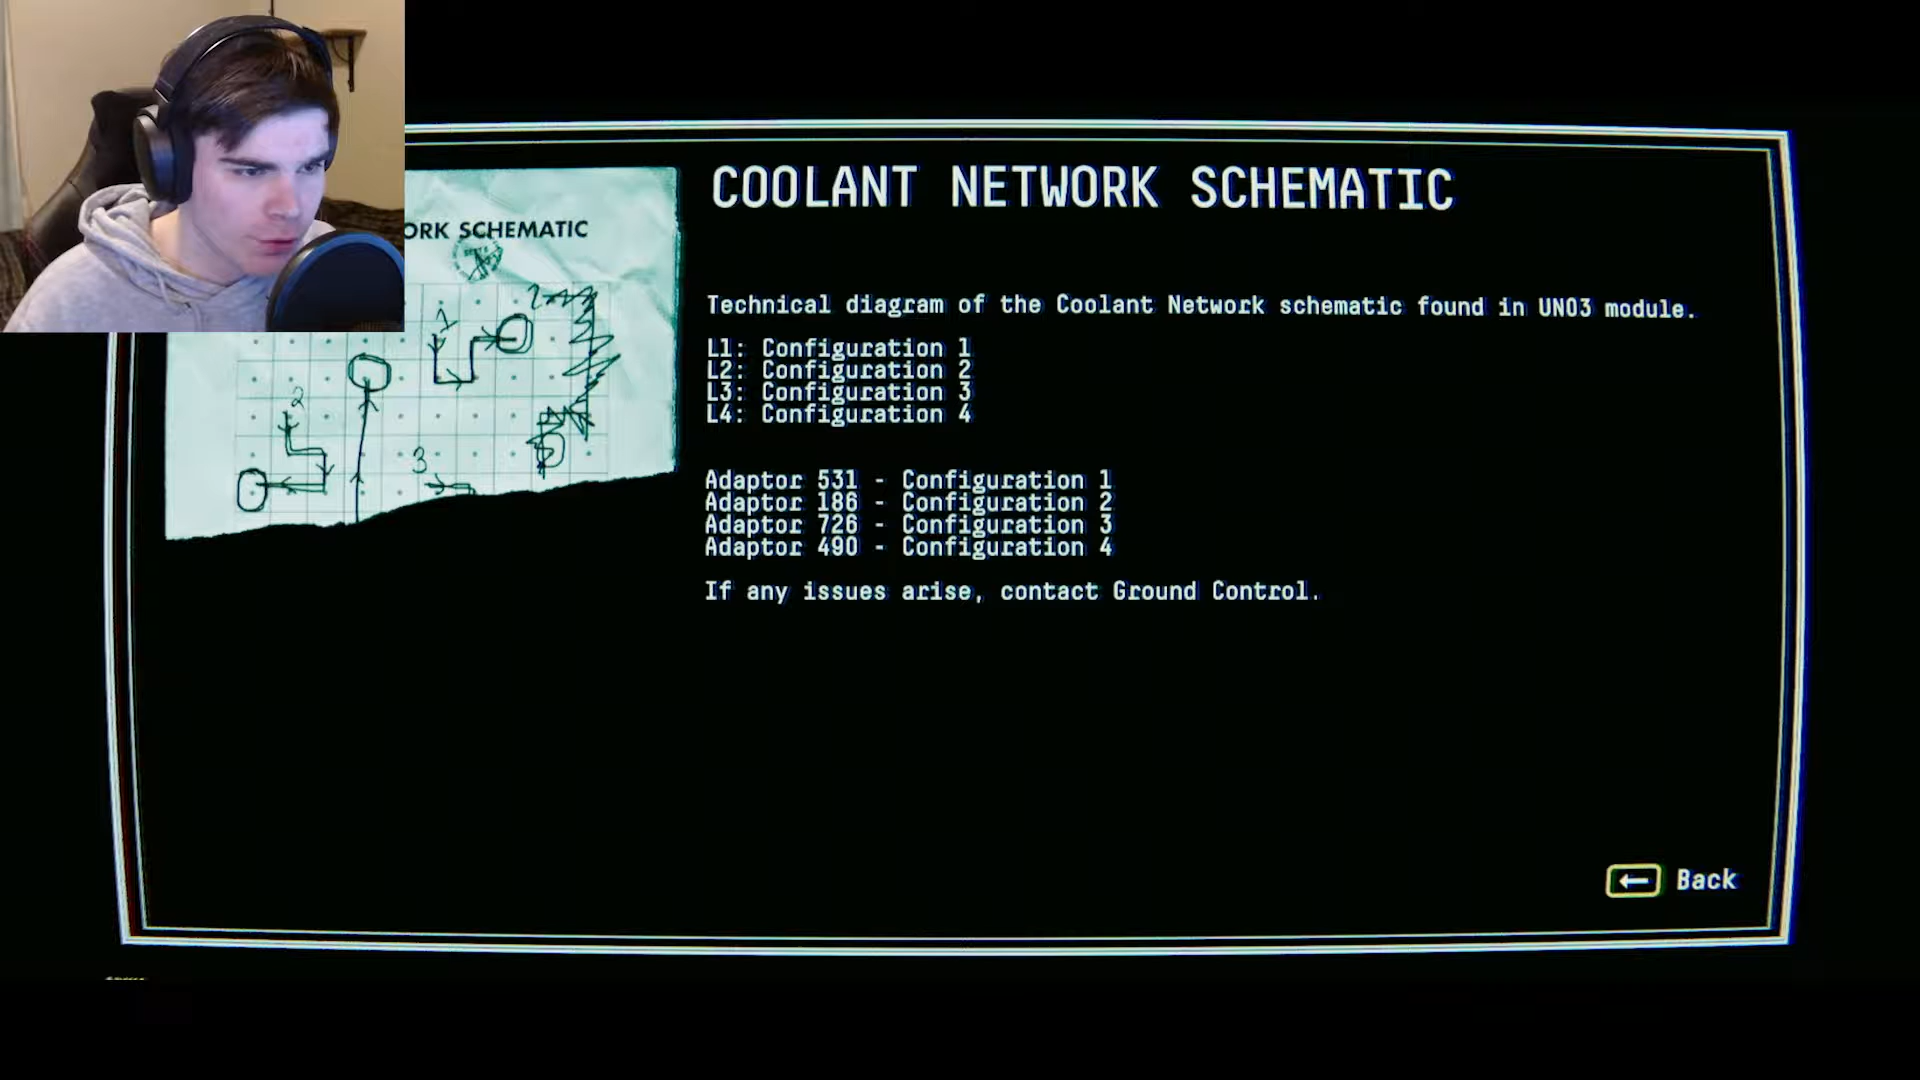 COOLANT NETWORK SCHEMATIC
ORK SCHEMATIC
1
2
3
Technical diagram of the Coolant Network schematic found in UNO3 module.
L1: Configuration 1
L2: Configuration 2
L3: Configuration 3
L4: Configuration 4
Adaptor 531 - Configuration 1
Adaptor 186 - Configuration 2
Adaptor 726 - Configuration 3
Adaptor 490 - Configuration 4
If any issues arise, contact Ground Control.
← Back